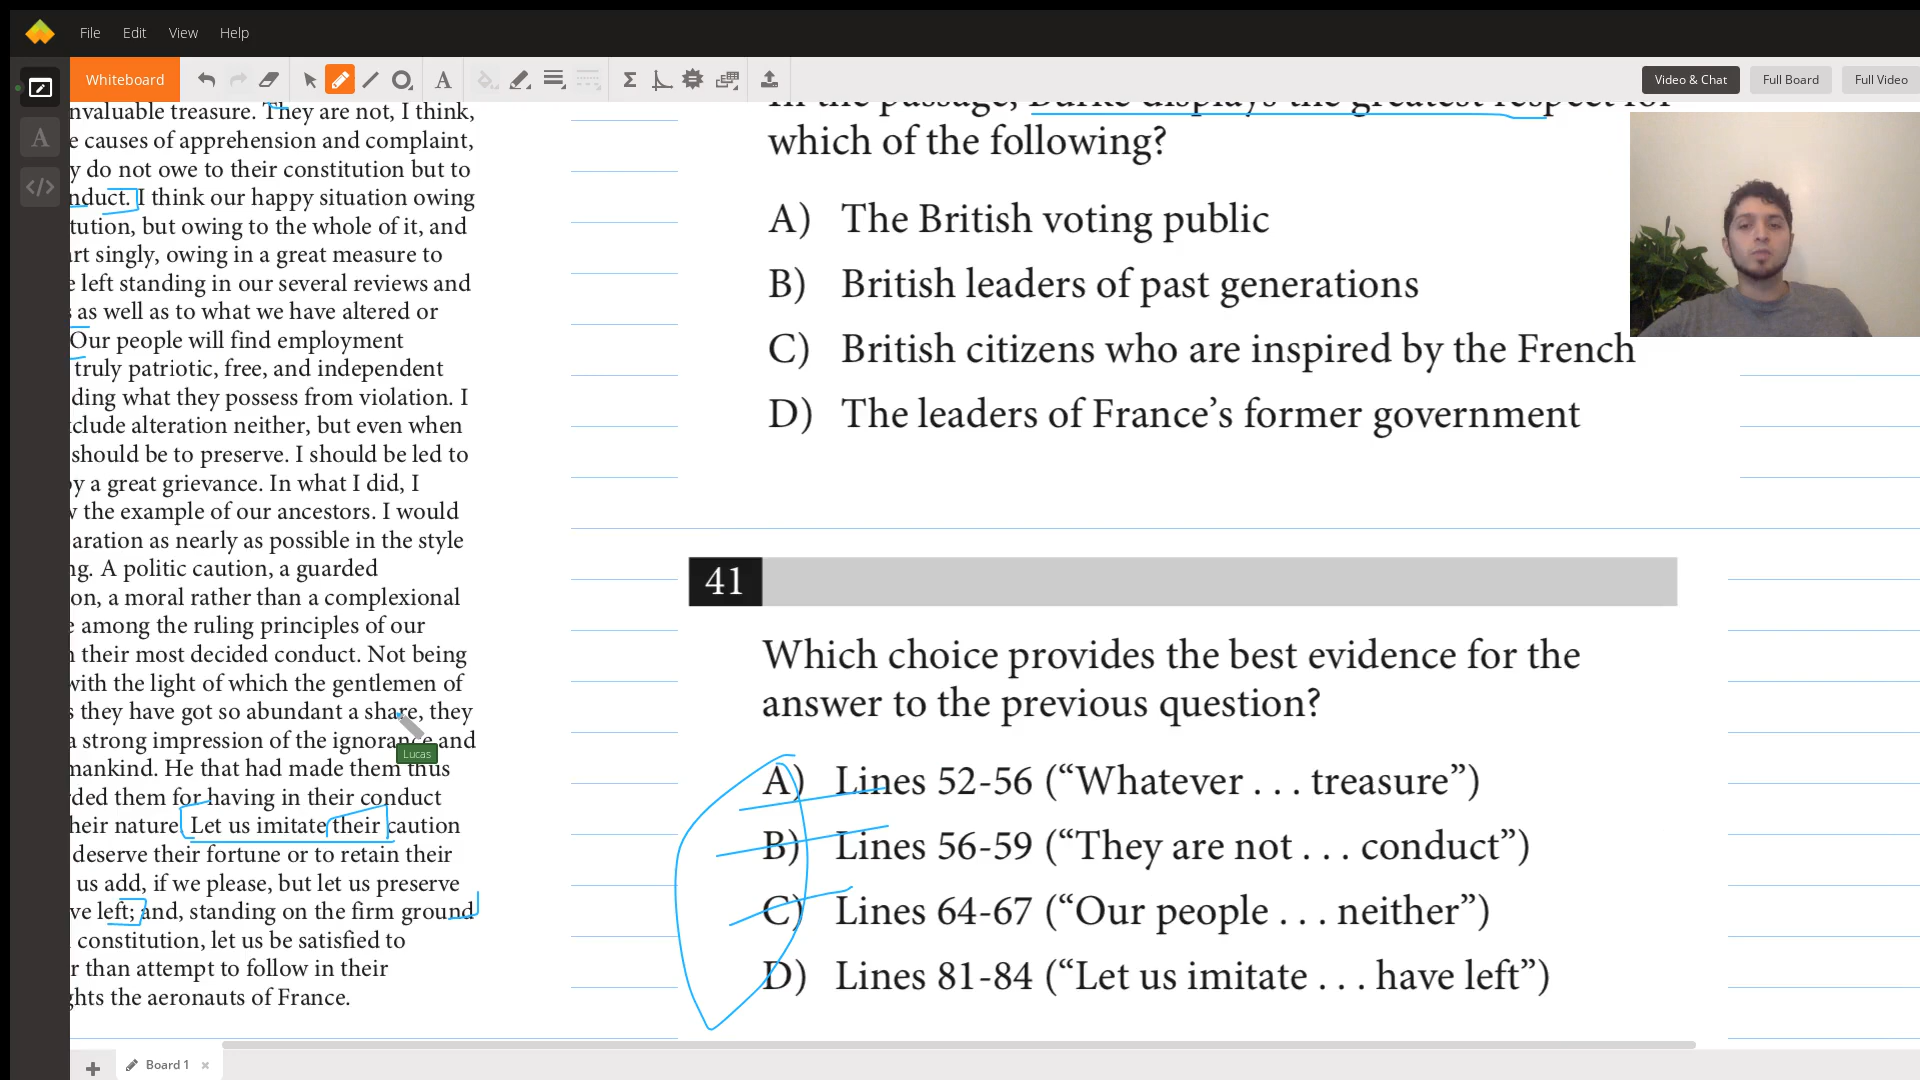 File Edit View Help
Whiteboard
A
Video & Chat
Full Board
Full Video
nvaluable treasure. They are not, I think,
e causes of apprehension and complaint,
y do not owe to their constitution but to
nduct. I think our happy situation owing
tution, but owing to the whole of it, and
art singly, owing in a great measure to
e left standing in our several reviews and
s as well as to what we have altered or
Our people will find employment
truly patriotic, free, and independent
ding what they possess from violation. I
clude alteration neither, but even when
should be to preserve. I should be led to
by a great grievance. In what I did, I
w the example of our ancestors. I would
aration as nearly as possible in the style
ng. A politic caution, a guarded
on, a moral rather than a complexional
e among the ruling principles of our
n their most decided conduct. Not being
with the light of which the gentlemen of
s they have got so abundant a share, they
a strong impression of the ignorance and
mankind. He that had made them thus
rded them for having in their conduct
heir nature. Let us imitate their caution
deserve their fortune or to retain their
us add, if we please, but let us preserve
ve left; and, standing on the firm ground
constitution, let us be satisfied to
r than attempt to follow in their
ghts the aeronauts of France.
Lucas
In the passage, Burke displays the greatest respect for
which of the following?
A) The British voting public
B) British leaders of past generations
C) British citizens who are inspired by the French
D) The leaders of France’s former government
41
Which choice provides the best evidence for the
answer to the previous question?
A) Lines 52-56 (“Whatever . . . treasure”)
B) Lines 56-59 (“They are not . . . conduct”)
C) Lines 64-67 (“Our people . . . neither”)
D) Lines 81-84 (“Let us imitate . . . have left”)
Board 1